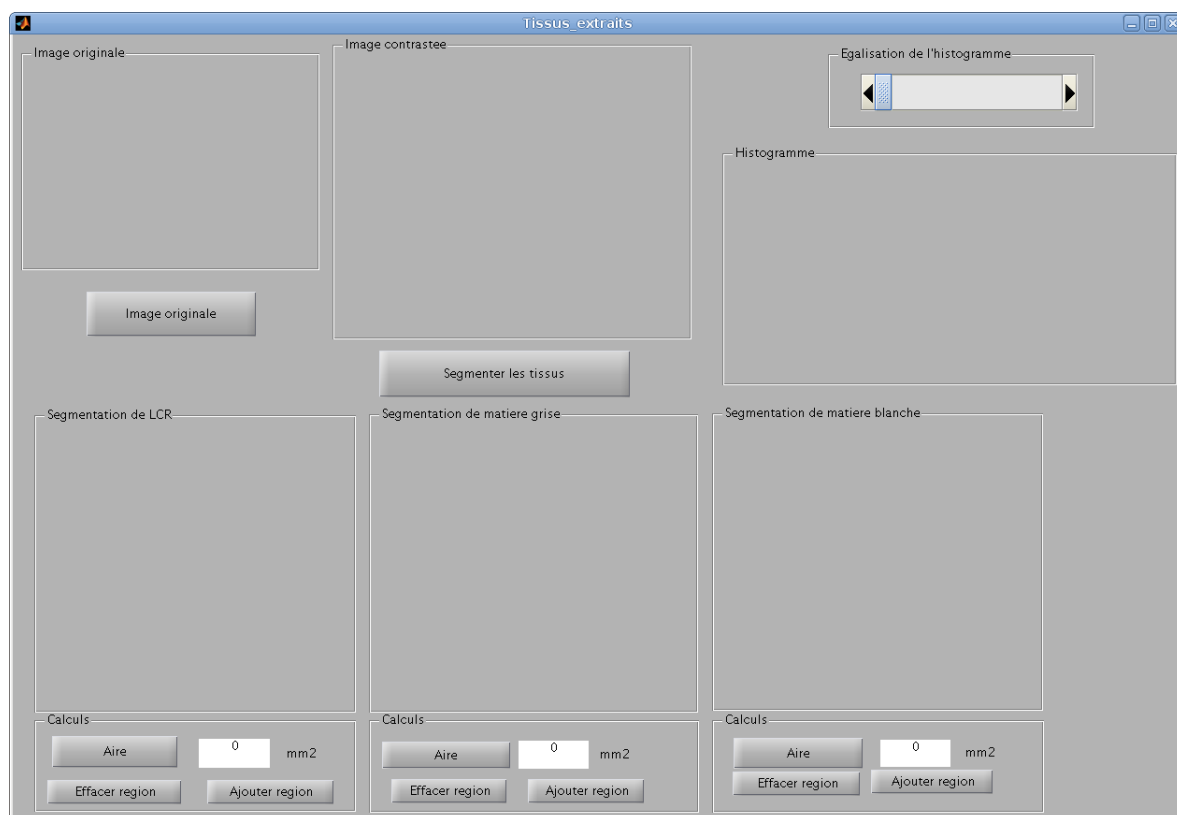 Tissus_extraits
Image originale
Image contrastee
Egalisation de l'histogramme
Histogramme
Image originale
Segmenter les tissus
Segmentation de LCR
Segmentation de matière grise
Segmentation de matiere blanche
Calculs
Aire
0
mm2
Effacer region
Ajouter region
Calculs
Aire
0
mm2
Effacer region
Ajouter region
Calculs
Aire
0
mm2
Effacer region
Ajouter region